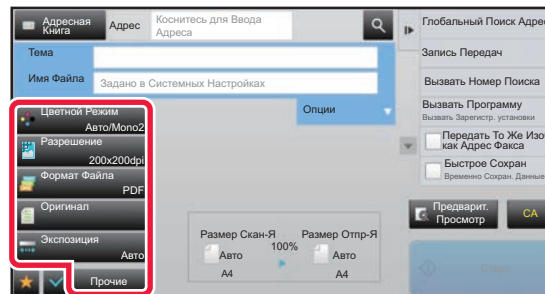 Адресная
Книга
Адрес
Коснитесь для Ввода
Адреса
Глобальный Поиск Адрес
Тема
Запись Передач
Имя Файла
Задано в Системных Настройках
Вызвать Номер Поиска
Опции
Вызвать Программу
Вызвать Зарегистр. установки
Цветной Режим
Авто/Mono2
Передать То Же Изо
как Адрес Факса
Разрешение
200x200dpi
Быстрое Сохран
Временно Сохран. Данные
Формат Файла
PDF
Оригинал
Предварит.
Просмотр
CA
Экспозиция
Авто
Размер Скан-Я
100%
Размер Отпр-Я
Авто
Авто
A4
A4
Прочие